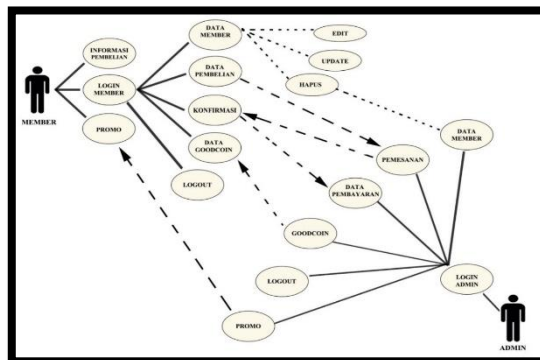 DATA
MEMBER
EDIT
INFORMASI
PEMBELIAN
UPDATE
LOGIN
MEMBER
DATA
PEMBELIAN
HAPUS
MEMBER
KONFIRMASI
PROMO
DATA
MEMBER
DATA
GOODCOIN
PEMESANAN
LOGOUT
DATA
PEMBAYARAN
GOODCOIN
LOGOUT
LOGIN
ADMIN
PROMO
ADMIN